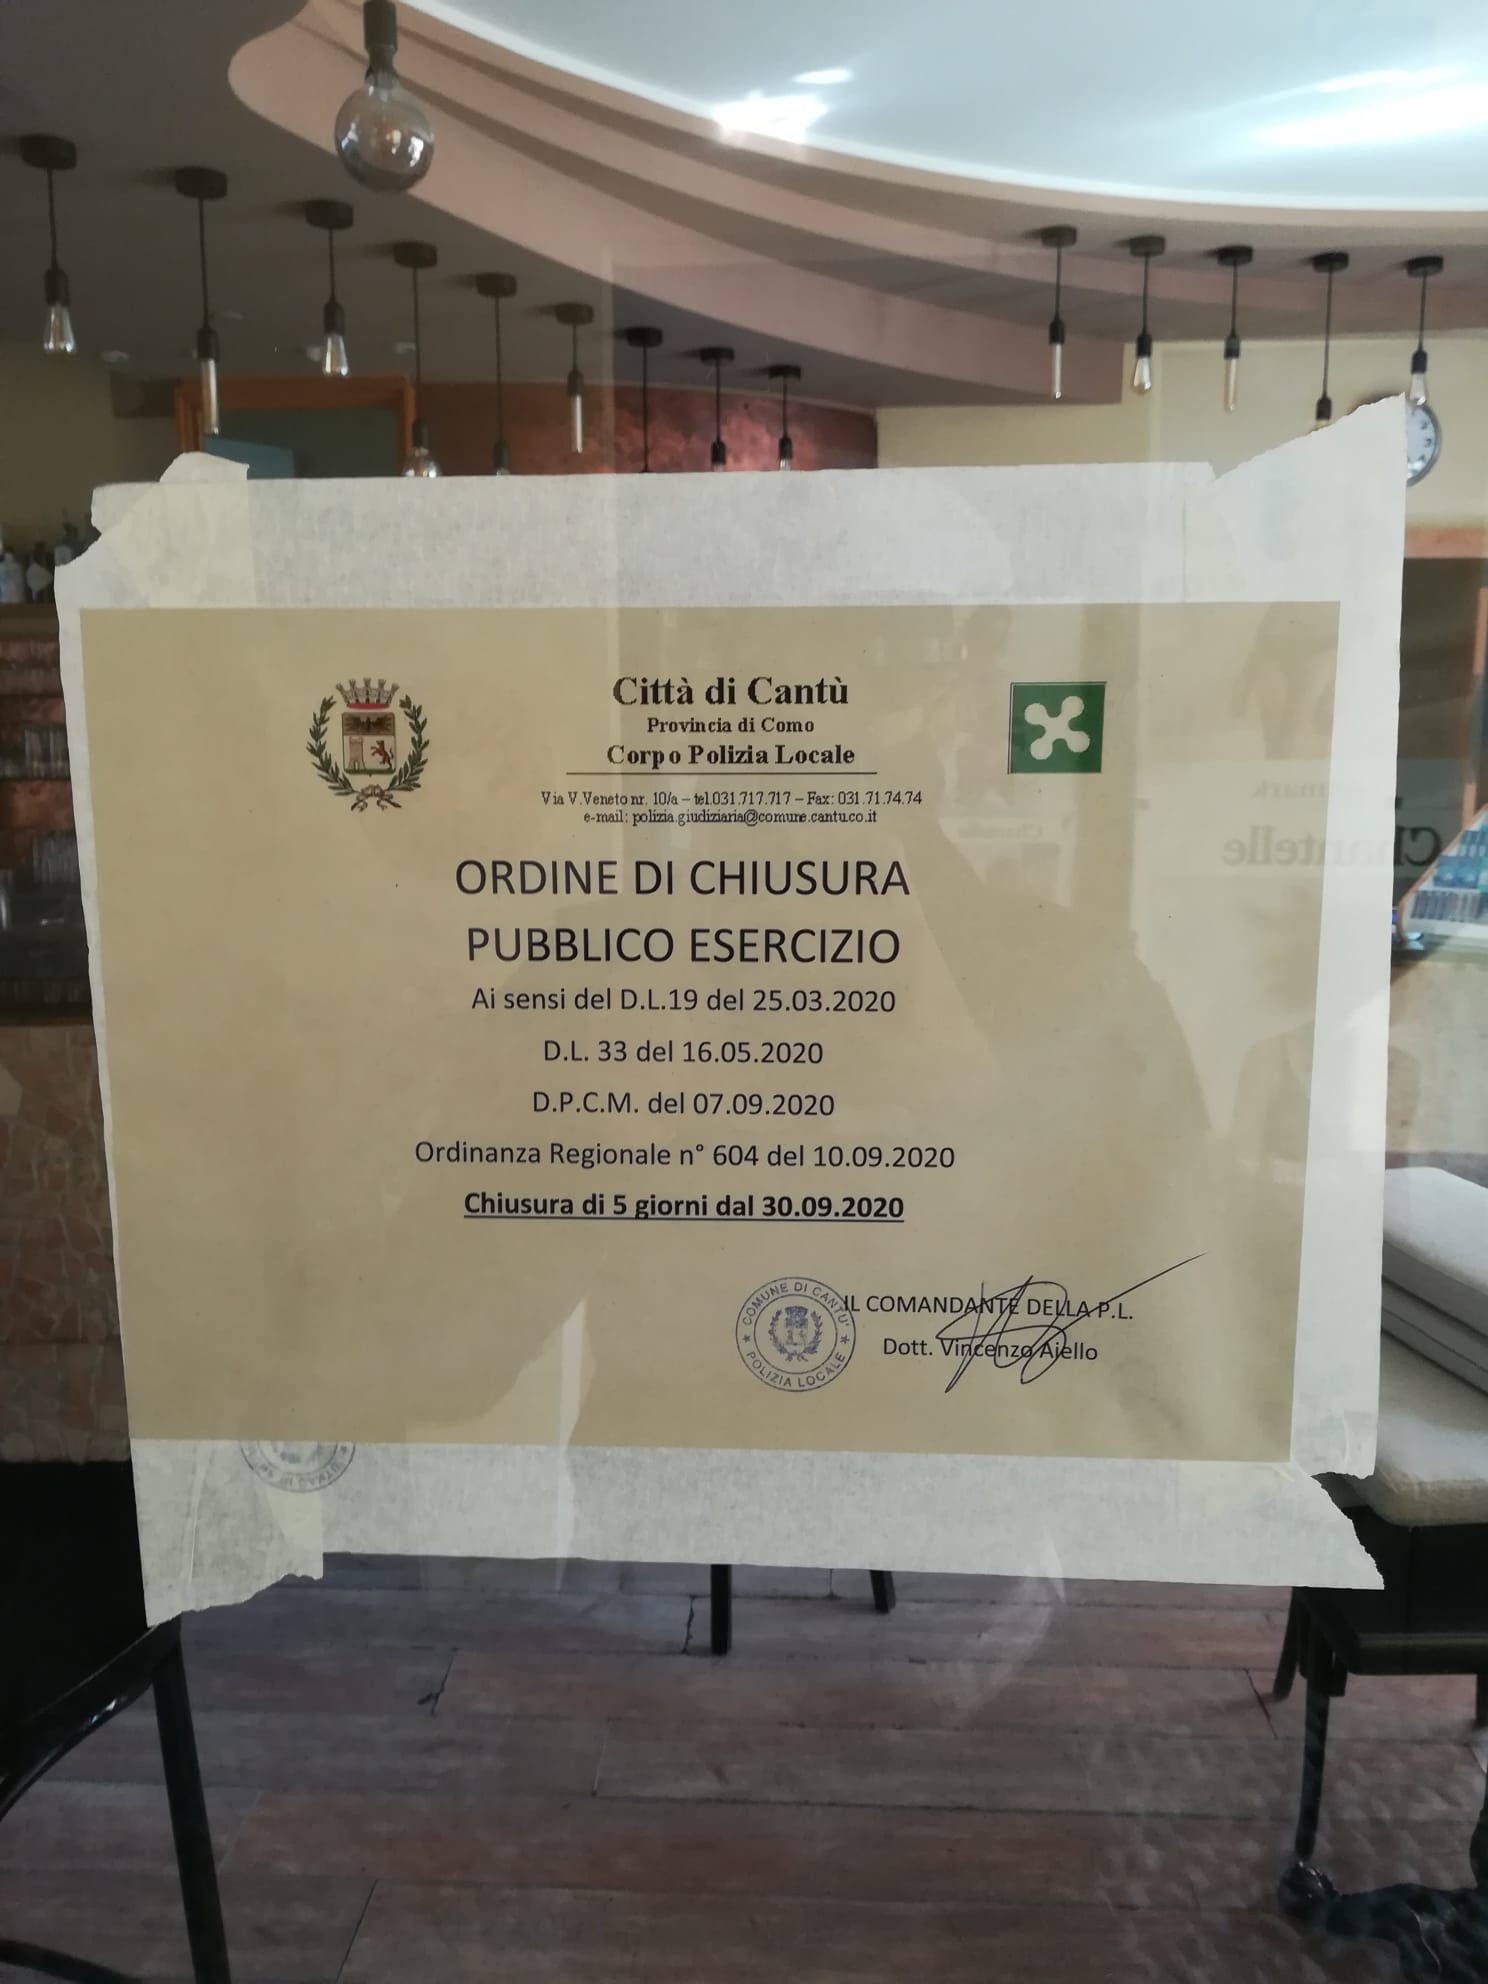 Città di Cantù
Provincia di Como
Corpo Polizia Locale
Via V.Veneto nr. 10/a – tel.031.717.717 – Fax: 031.71.74.74
e-mail: polizia.giudiziaria@comune.cantu.co.it
ORDINE DI CHIUSURA
PUBBLICO ESERCIZIO
Ai sensi del D.L.19 del 25.03.2020
D.L. 33 del 16.05.2020
D.P.C.M. del 07.09.2020
Ordinanza Regionale n° 604 del 10.09.2020
Chiusura di 5 giorni dal 30.09.2020
IL COMANDANTE DELLA P.L.
Dott. Vincenzo Aiello
COMUNE DI CANTU'
POLIZIA LOCALE